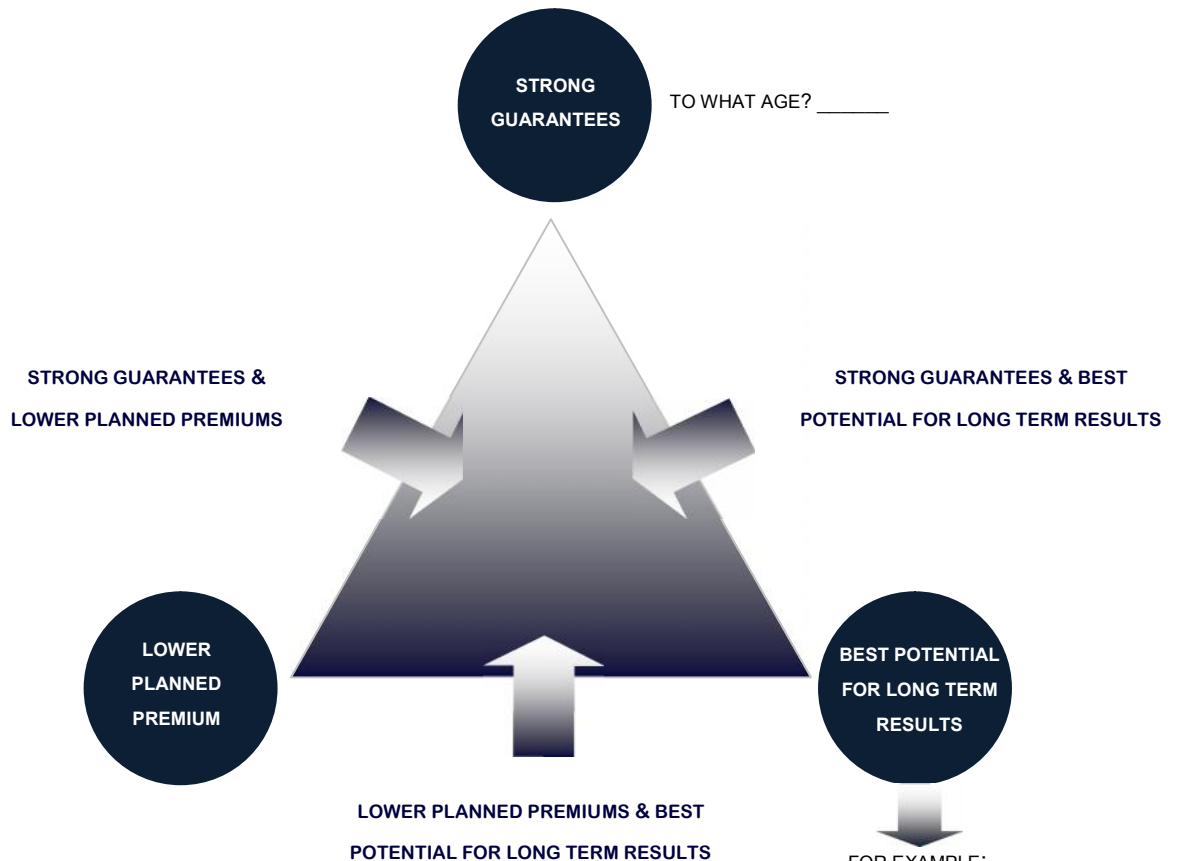 STRONG
GUARANTEES
TO WHAT AGE? ______
STRONG GUARANTEES &
LOWER PLANNED PREMIUMS
STRONG GUARANTEES & BEST
POTENTIAL FOR LONG TERM RESULTS
LOWER
PLANNED
PREMIUM
BEST POTENTIAL
FOR LONG TERM
RESULTS
LOWER PLANNED PREMIUMS & BEST
POTENTIAL FOR LONG TERM RESULTS
FOR EXAMPLE: